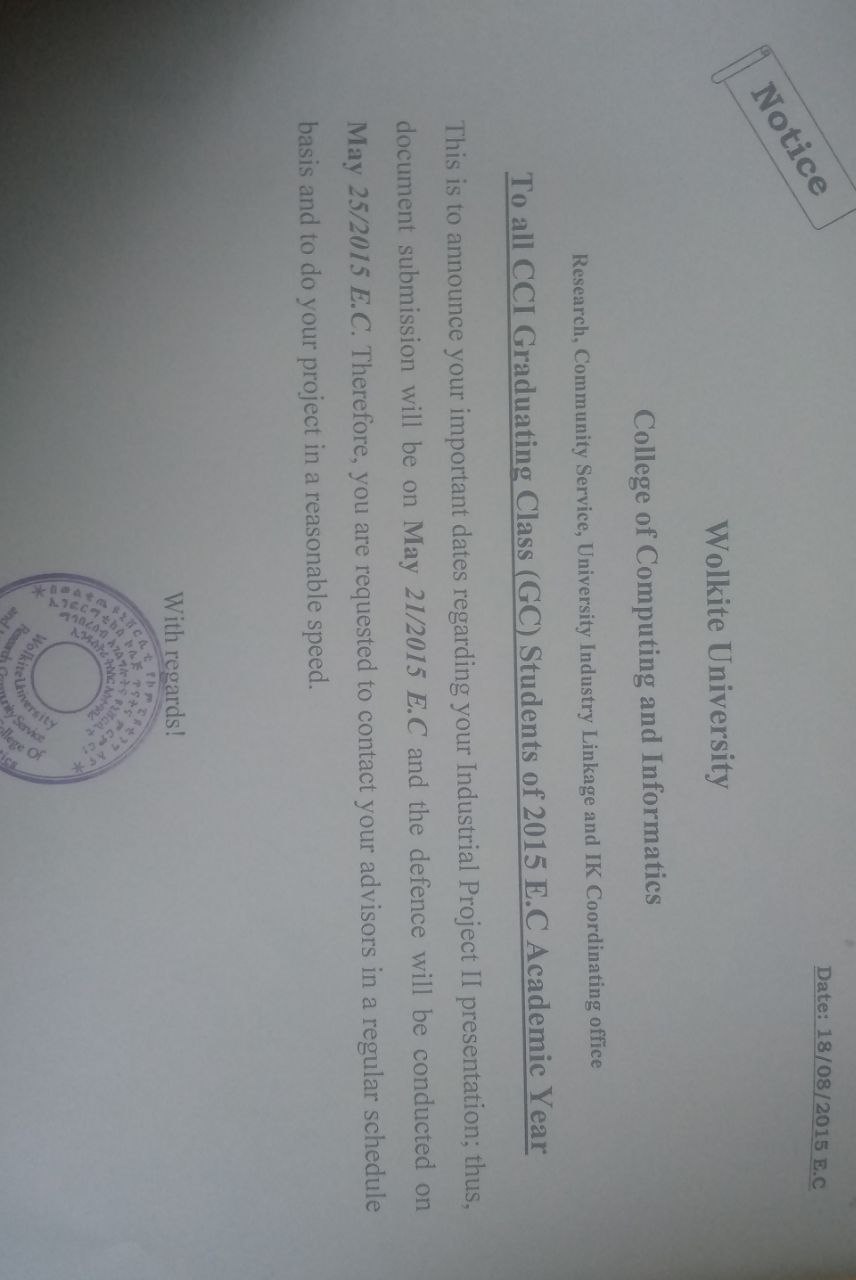 Notice
Date: 18/08/2015 E.C
Wolkite University
College of Computing and Informatics
Research, Community Service, University Industry Linkage and IK Coordinating office
To all CCI Graduating Class (GC) Students of 2015 E.C Academic Year
This is to announce your important dates regarding your Industrial Project II presentation; thus,
document submission will be on May 21/2015 E.C and the defence will be conducted on
May 25/2015 E.C. Therefore, you are requested to contact your advisors in a regular schedule
basis and to do your project in a reasonable speed.
With regards!
Wolkite University
College Of
Community Service
and